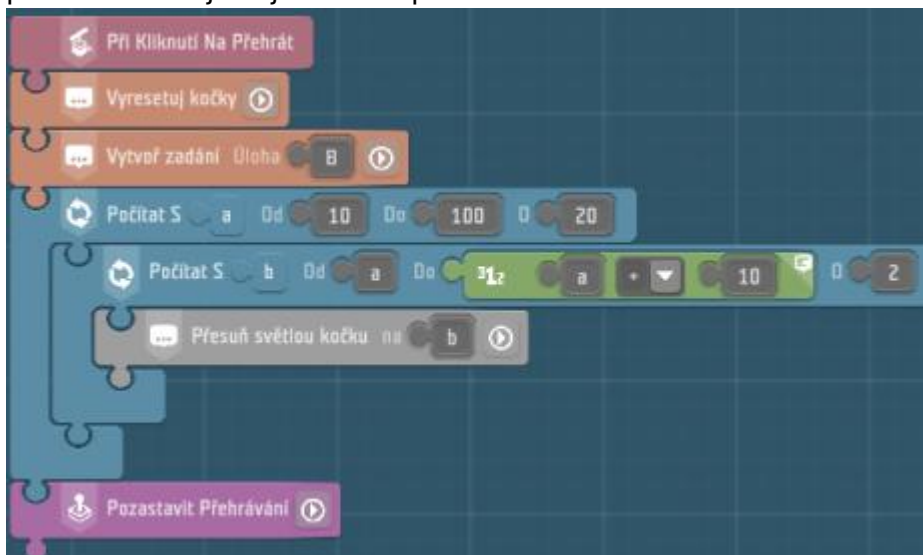 Při Kliknutí Na Přehrát
Vyresetuj kočky
Vytvoř zadání Úloha B
Počítat S a Od 10 Do 100 O 20
Počítat S b Od a Do a + 10 O 2
Přesuň světlou kočku na b
Pozastavit Přehrávání